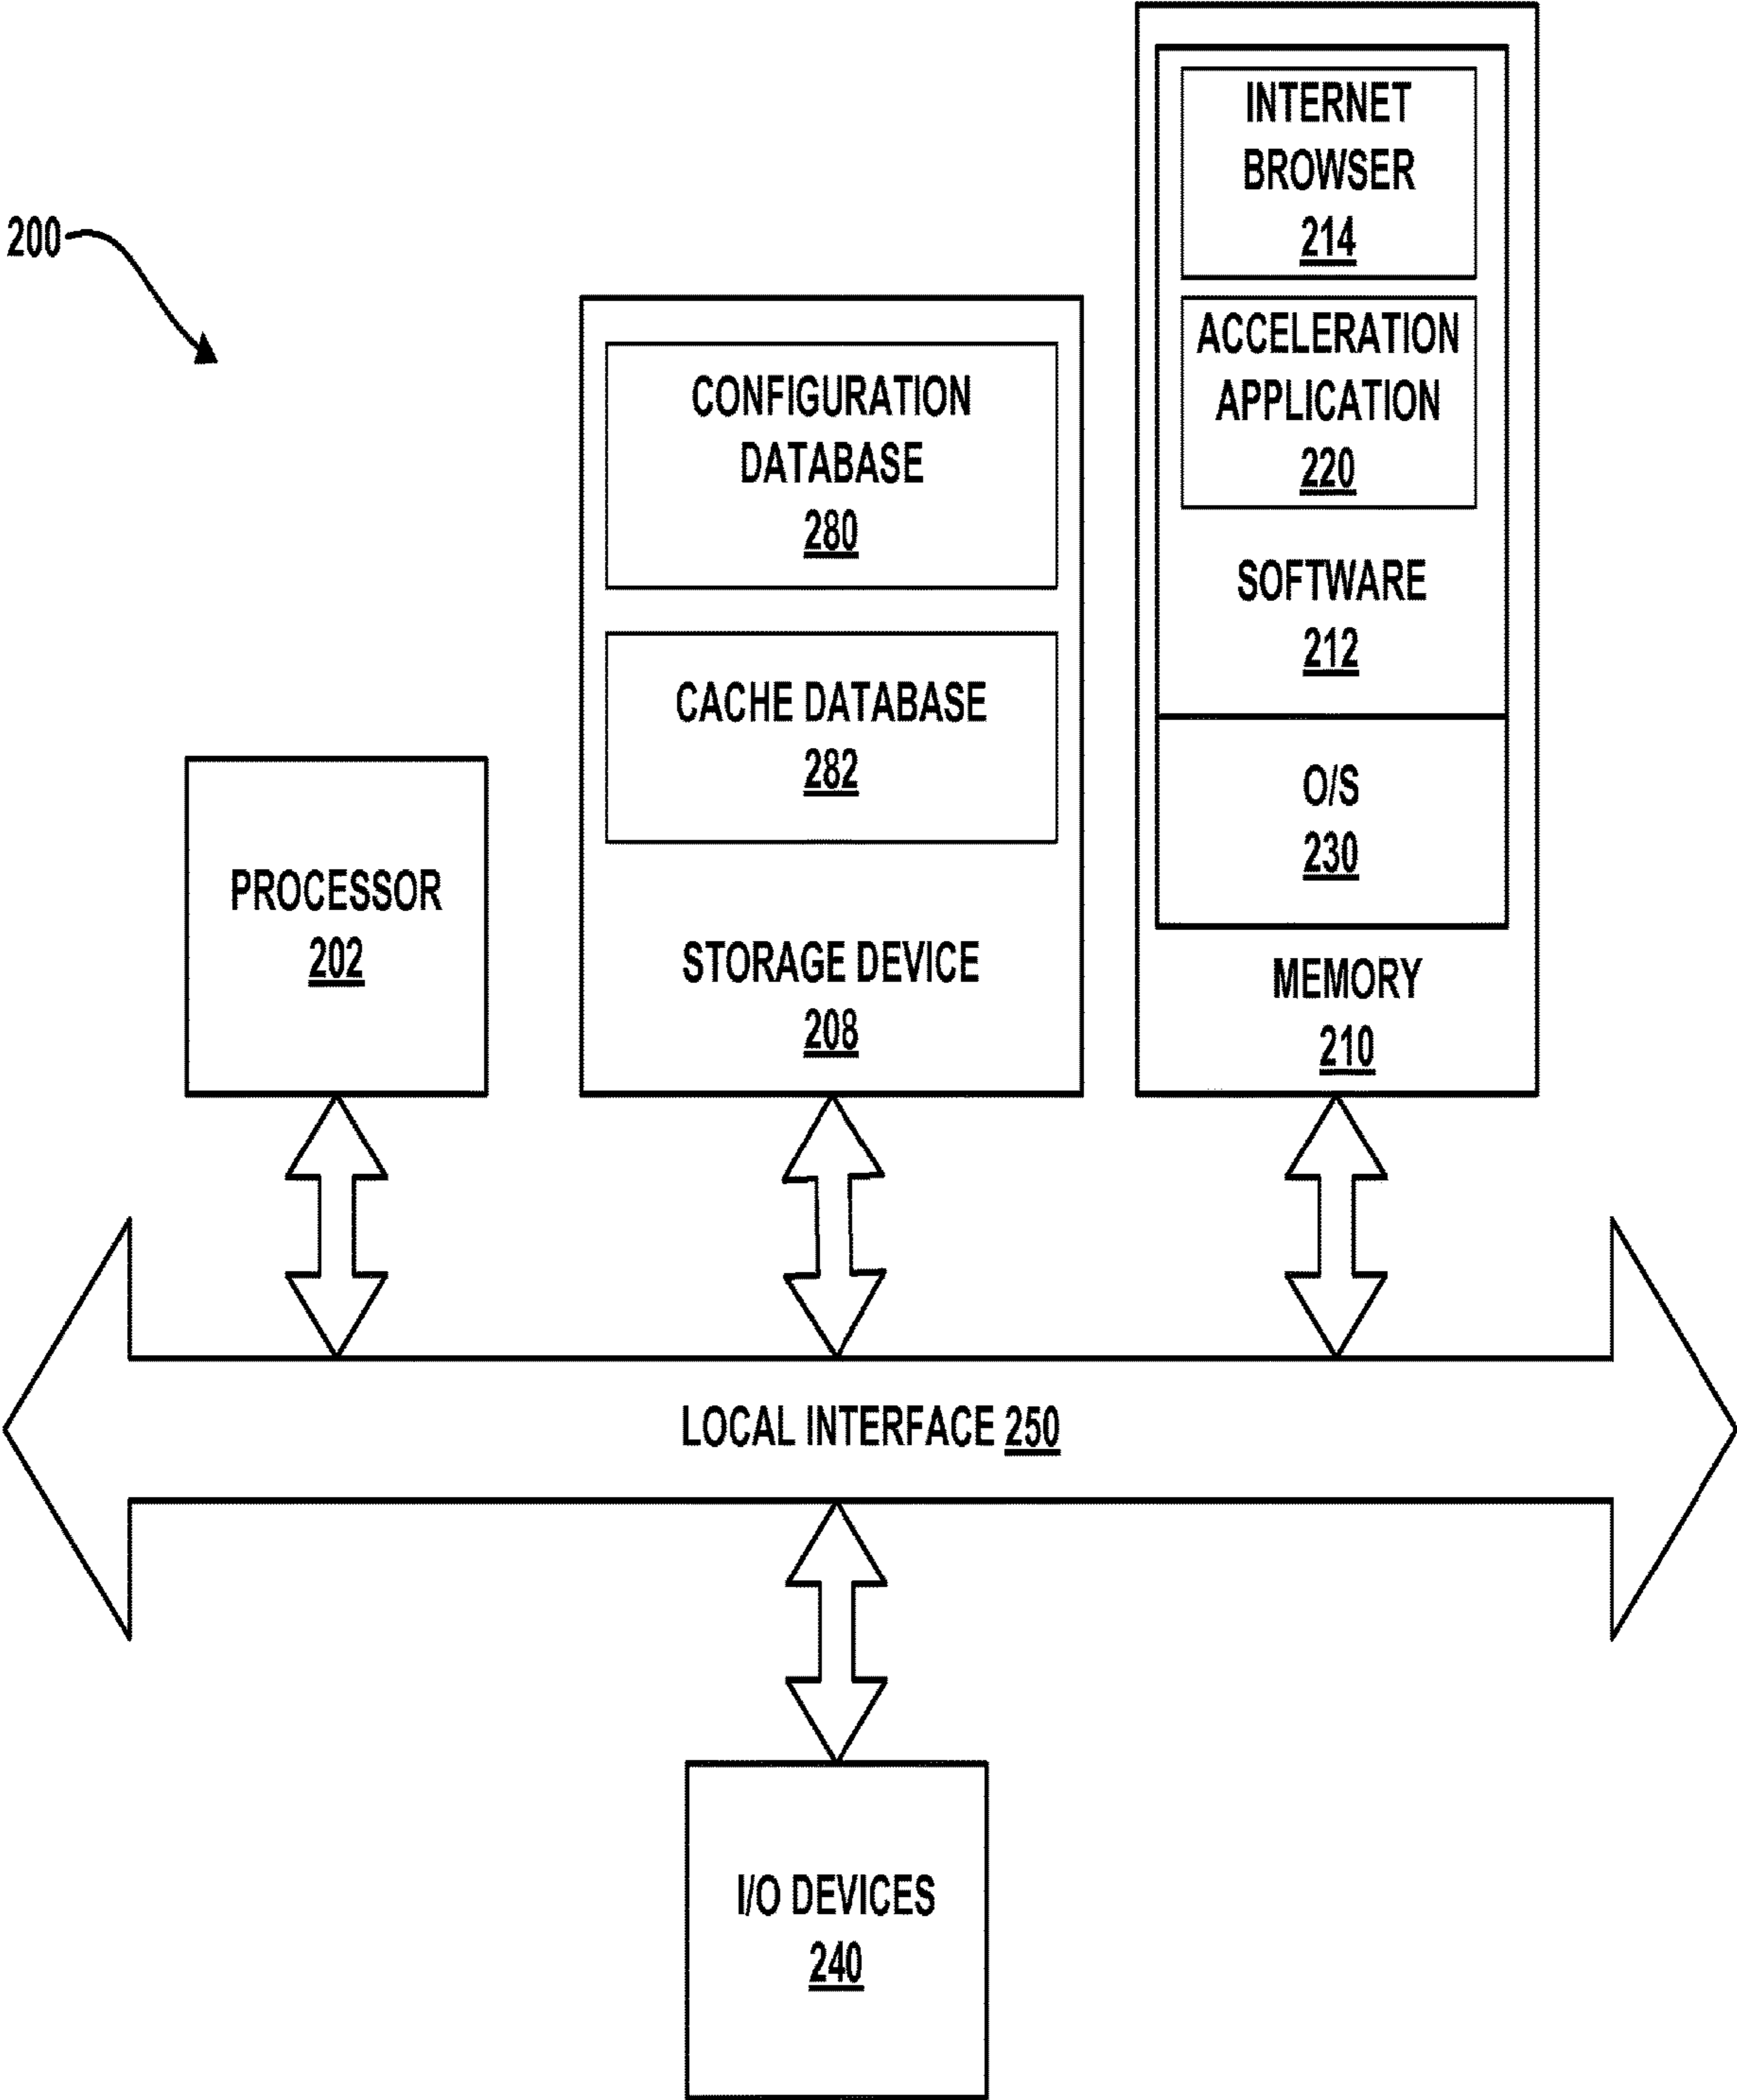 200
INTERNET
BROWSER
214
ACCELERATION
APPLICATION
220
SOFTWARE
212
O/S
230
MEMORY
210
CONFIGURATION
DATABASE
280
CACHE DATABASE
282
STORAGE DEVICE
208
PROCESSOR
202
LOCAL INTERFACE 250
I/O DEVICES
240